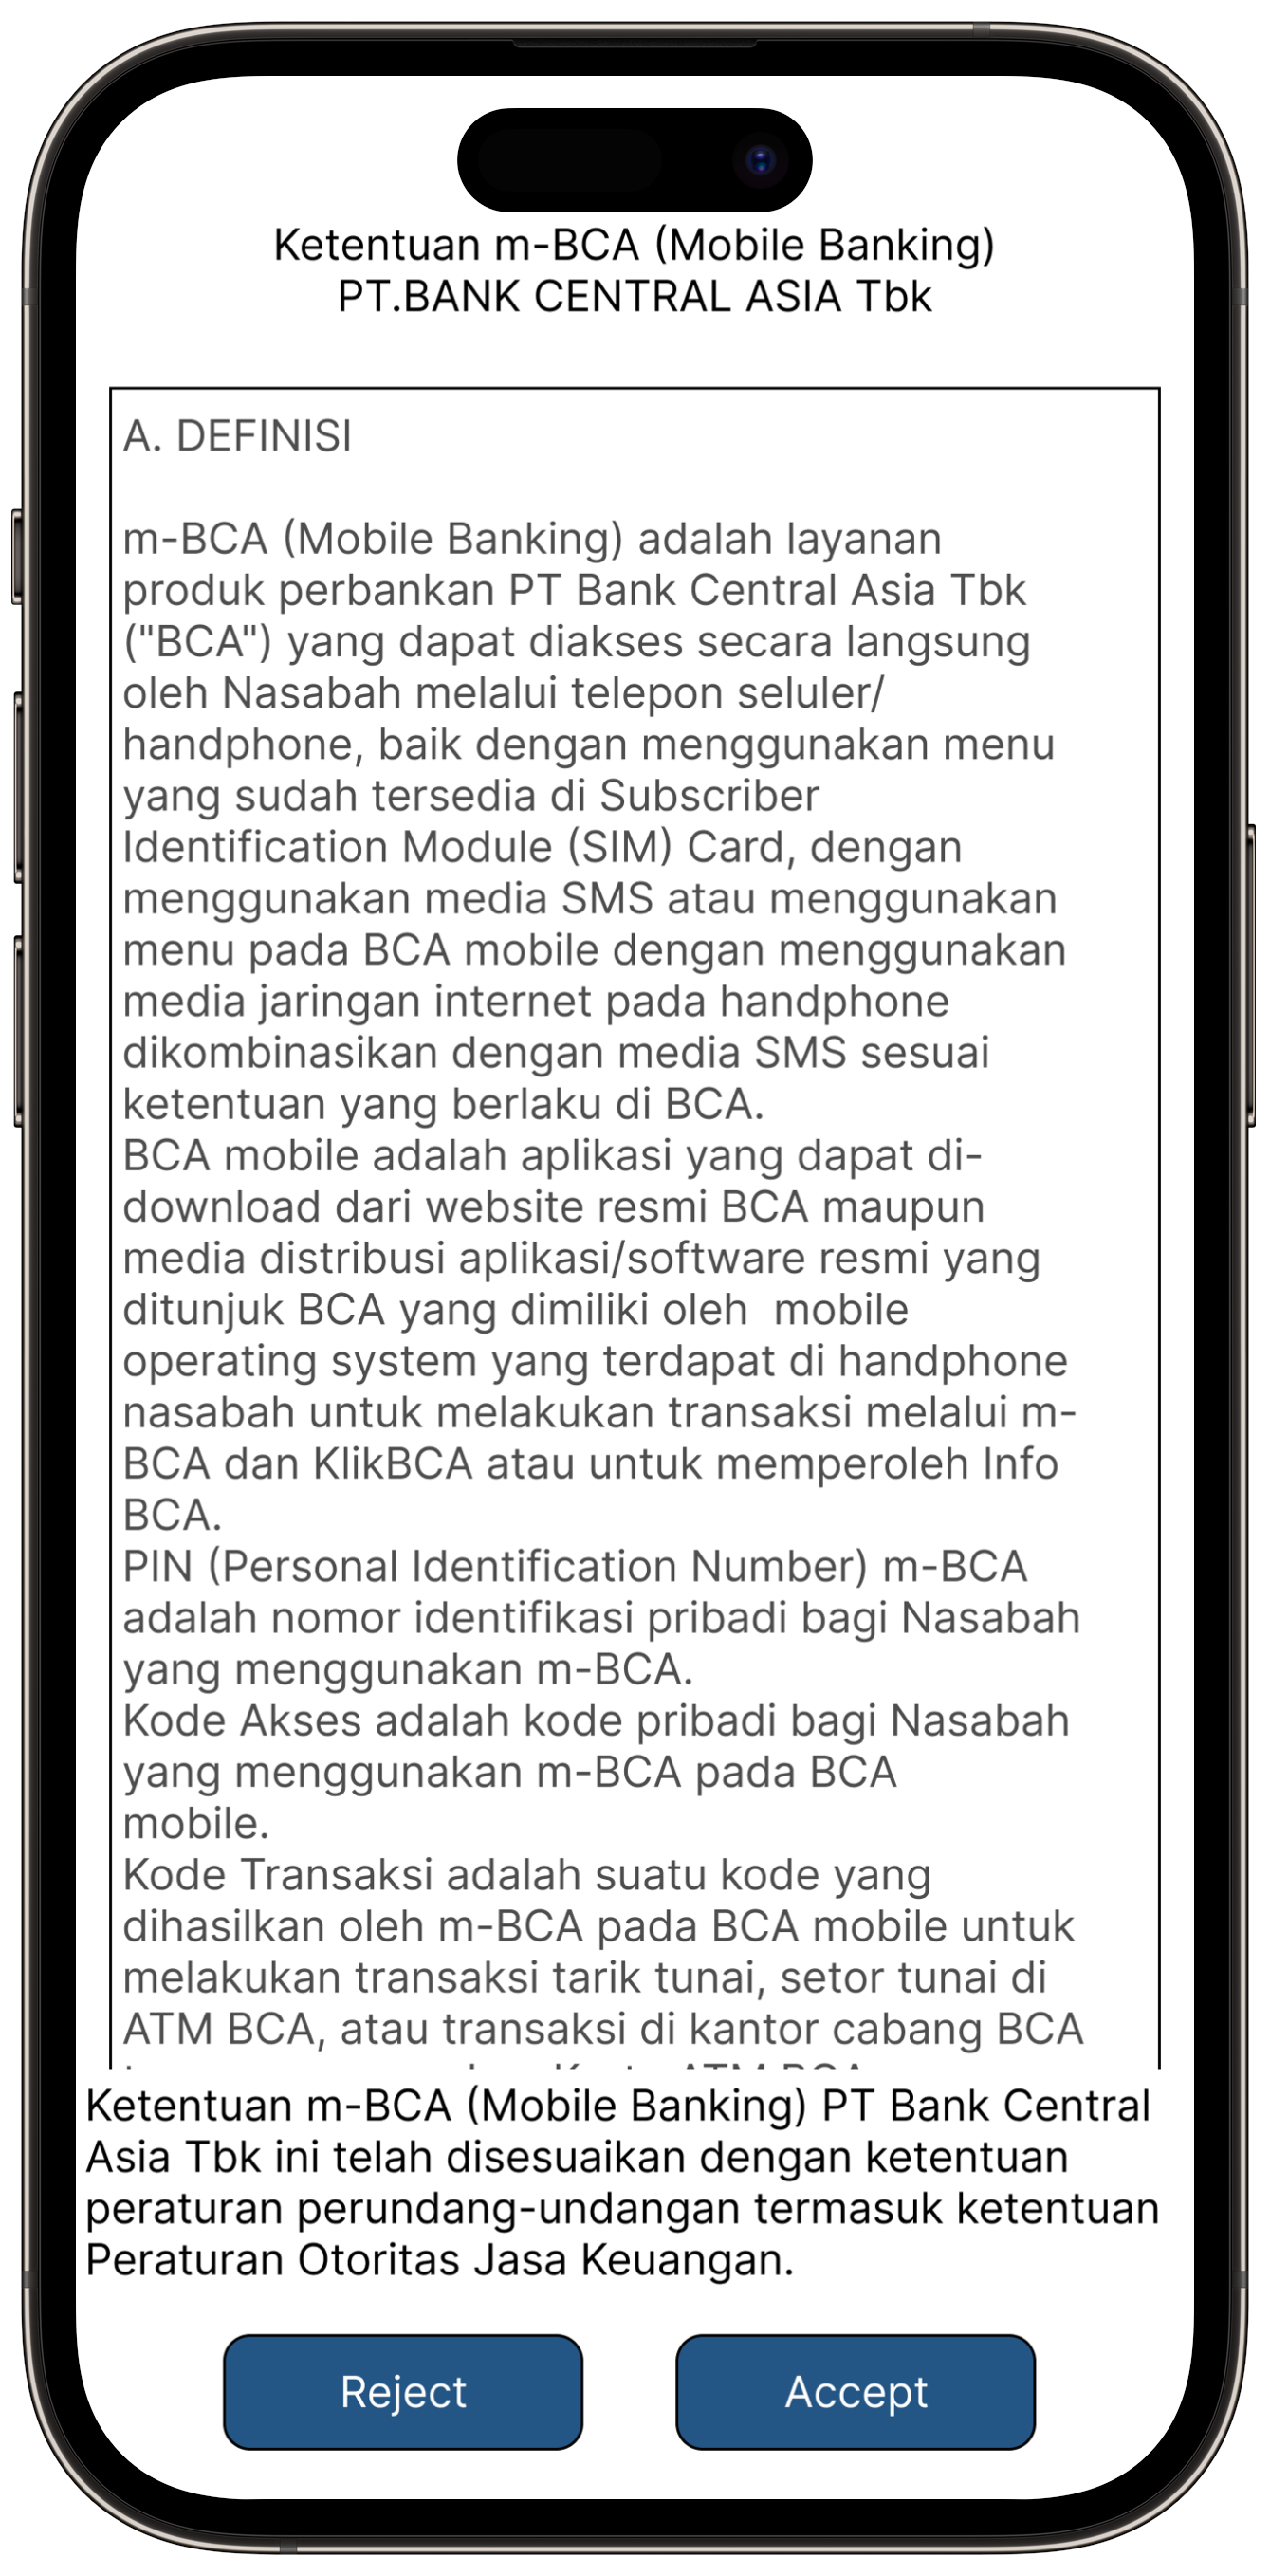 Ketentuan m-BCA (Mobile Banking)
PT.BANK CENTRAL ASIA Tbk
A. DEFINISI
m-BCA (Mobile Banking) adalah layanan
produk perbankan PT Bank Central Asia Tbk
("BCA") yang dapat diakses secara langsung
oleh Nasabah melalui telepon seluler/
handphone, baik dengan menggunakan menu
yang sudah tersedia di Subscriber
Identification Module (SIM) Card, dengan
menggunakan media SMS atau menggunakan
menu pada BCA mobile dengan menggunakan
media jaringan internet pada handphone
dikombinasikan dengan media SMS sesuai
ketentuan yang berlaku di BCA.
BCA mobile adalah aplikasi yang dapat di-
download dari website resmi BCA maupun
media distribusi aplikasi/software resmi yang
ditunjuk BCA yang dimiliki oleh  mobile
operating system yang terdapat di handphone
nasabah untuk melakukan transaksi melalui m-
BCA dan KlikBCA atau untuk memperoleh Info
BCA.
PIN (Personal Identification Number) m-BCA
adalah nomor identifikasi pribadi bagi Nasabah
yang menggunakan m-BCA.
Kode Akses adalah kode pribadi bagi Nasabah
yang menggunakan m-BCA pada BCA
mobile.
Kode Transaksi adalah suatu kode yang
dihasilkan oleh m-BCA pada BCA mobile untuk
melakukan transaksi tarik tunai, setor tunai di
ATM BCA, atau transaksi di kantor cabang BCA
Ketentuan m-BCA (Mobile Banking) PT Bank Central
Asia Tbk ini telah disesuaikan dengan ketentuan
peraturan perundang-undangan termasuk ketentuan
Peraturan Otoritas Jasa Keuangan.
Reject
Accept